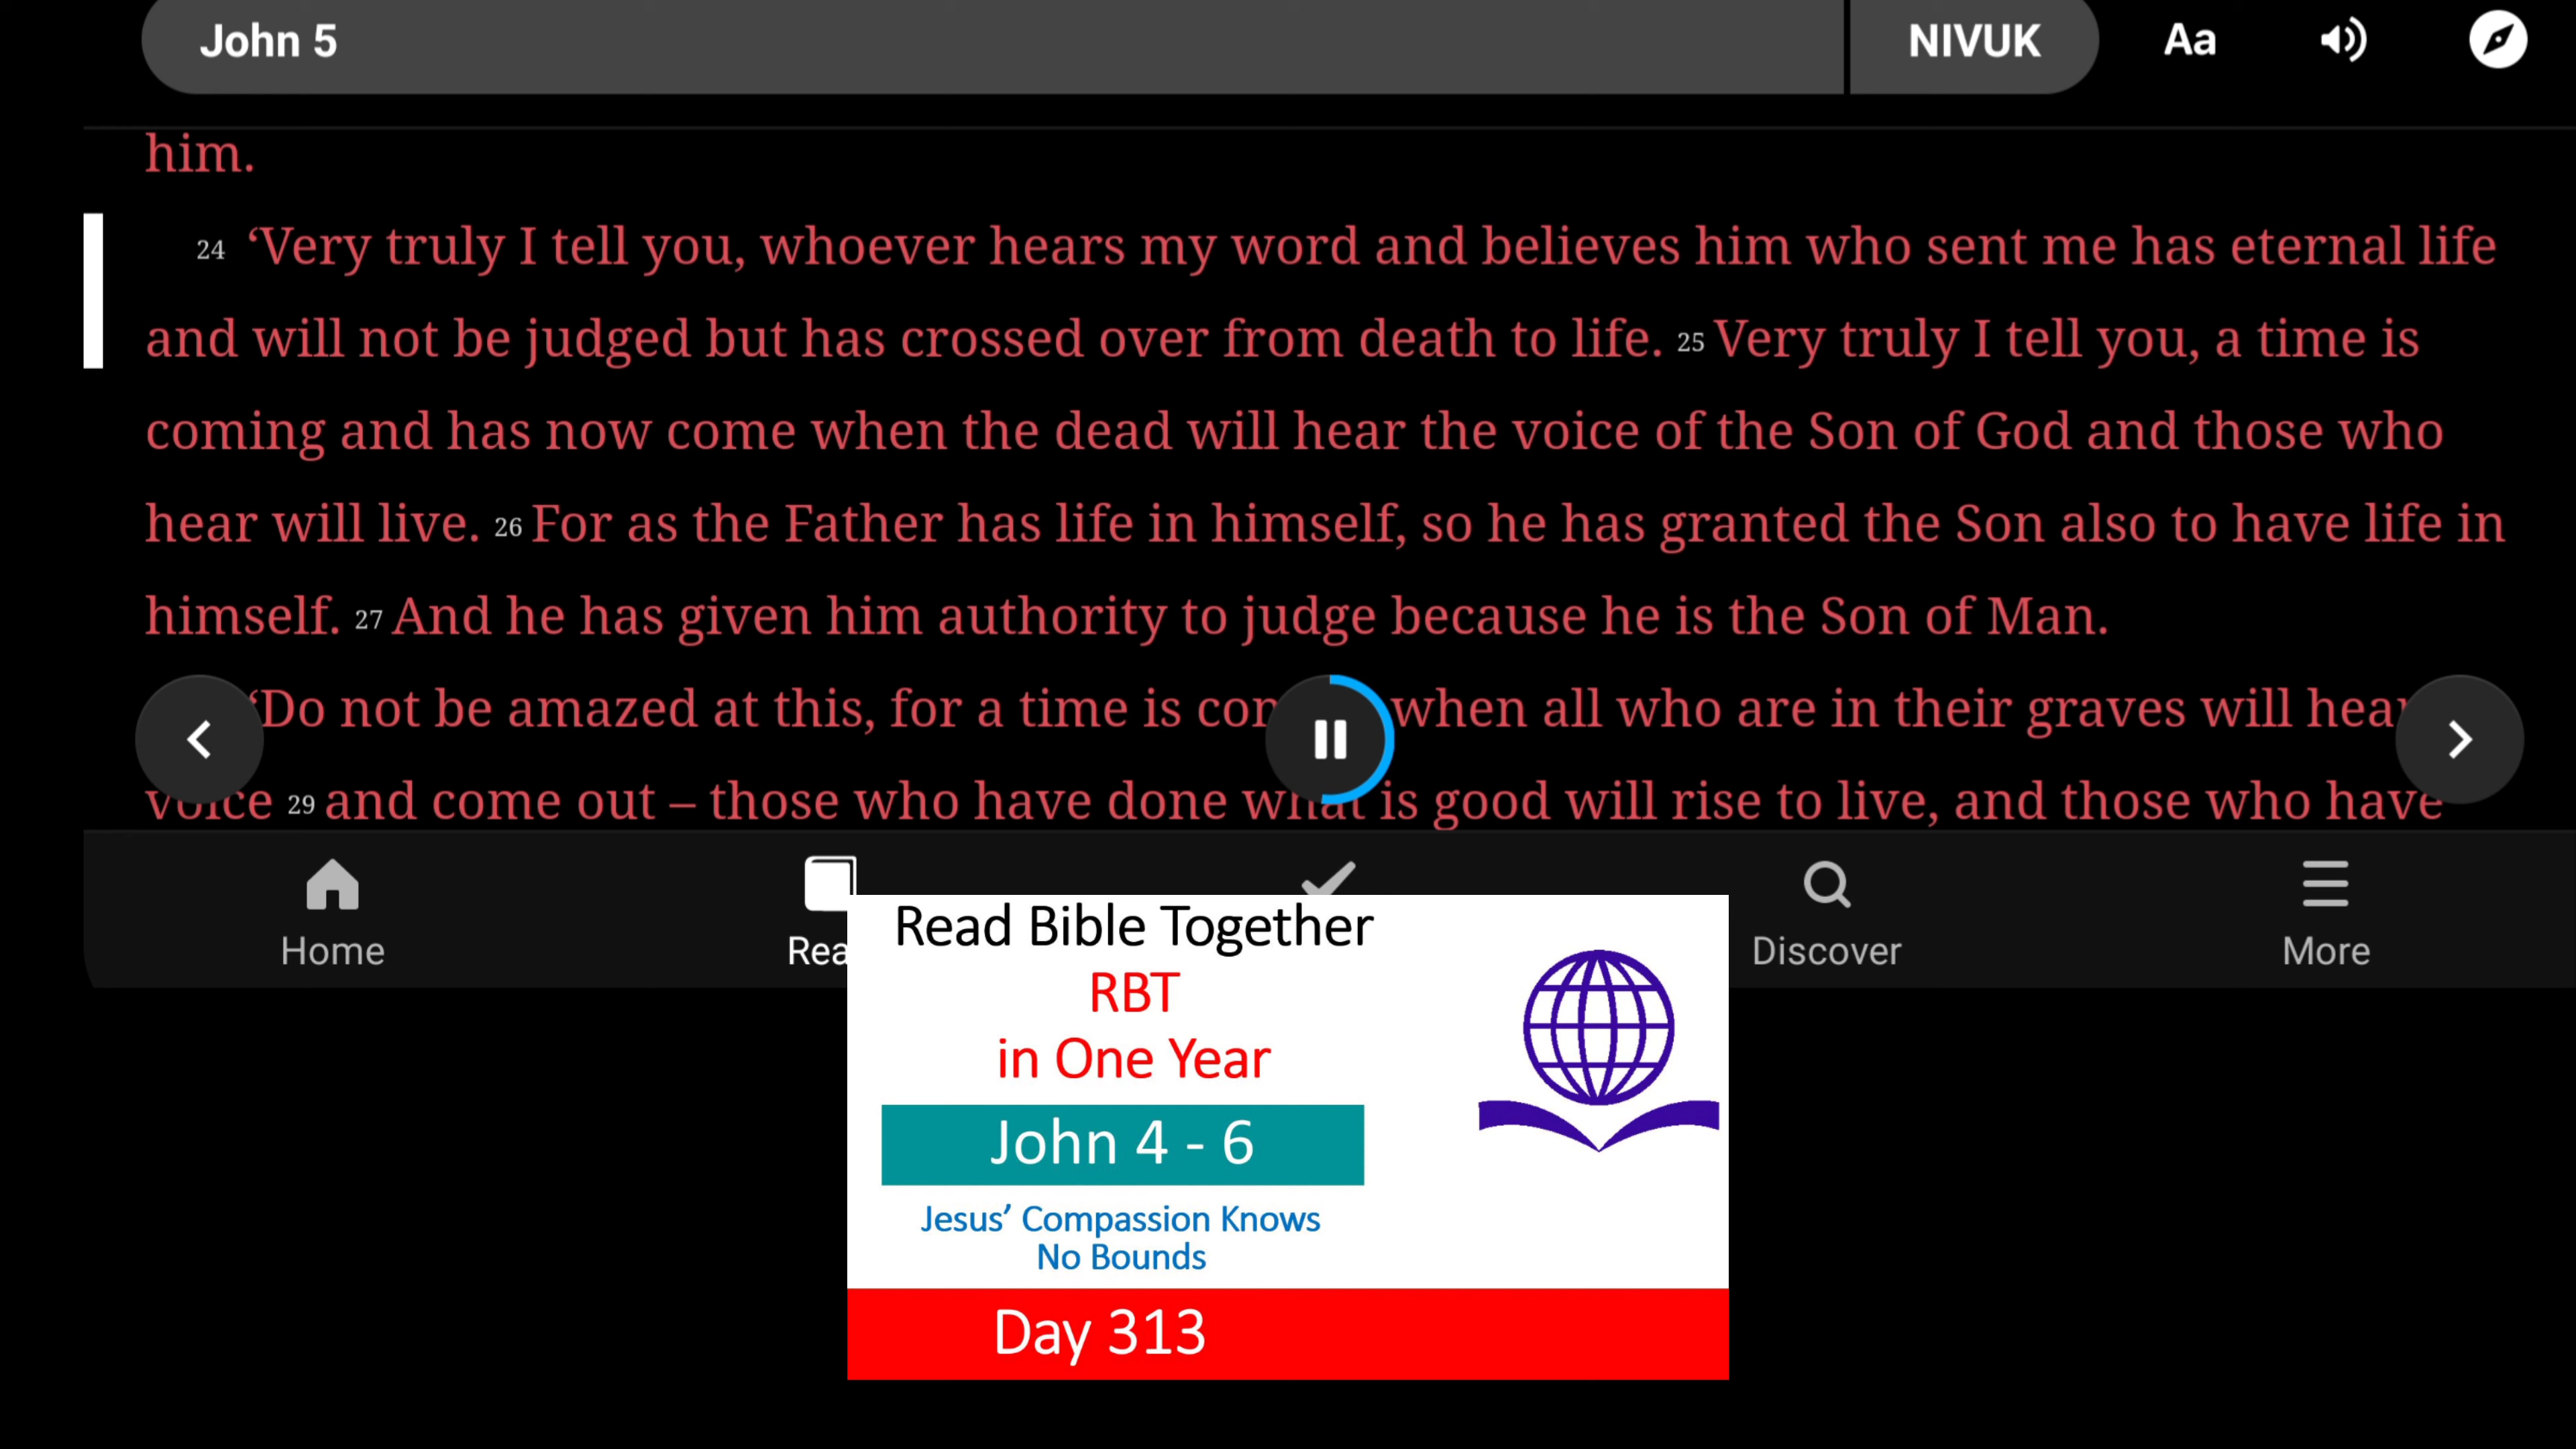 John 5
NIVUK
Aa
him.
24 ‘Very truly I tell you, whoever hears my word and believes him who sent me has eternal life
and will not be judged but has crossed over from death to life. 25 Very truly I tell you, a time is
coming and has now come when the dead will hear the voice of the Son of God and those who
hear will live. 26 For as the Father has life in himself, so he has granted the Son also to have life in
himself. 27 And he has given him authority to judge because he is the Son of Man.
‘Do not be amazed at this, for a time is when all who are in their graves will hear
voice 29 and come out – those who have done what is good will rise to live, and those who have
Home
Discover
More
Read Bible Together
RBT
in One Year
John 4 - 6
Jesus’ Compassion Knows
No Bounds
Day 313